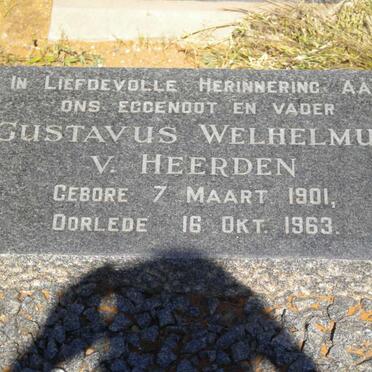 IN LIEFDEVOLLE HERINNERING AA
ONS EGGENOOT EN VADER
GUSTAVUS WELHELMU
V. HEERDEN
GEBORE 7 MAART 1901,
OORLEDE 16 OKT. 1963.